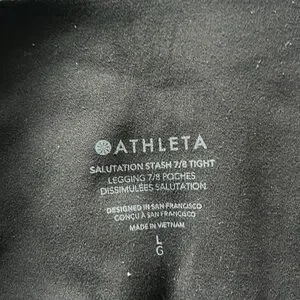 ATHLETA
SALUTATION STASH 7/8 TIGHT
LEGGING 7/8 POCHES
DISSIMULÉES SALUTATION
DESIGNED IN SAN FRANCISCO
CONÇU À SAN FRANCISCO
MADE IN VIETNAM
L
G